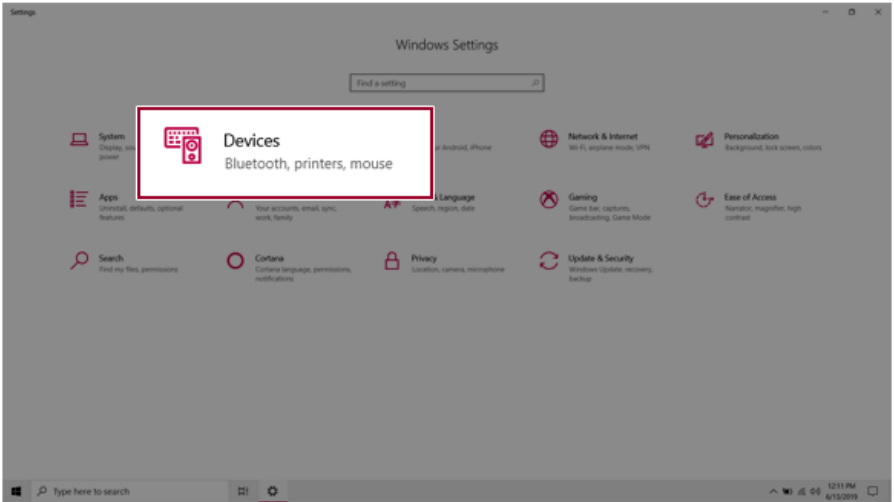 Settings
Windows Settings
Find a setting
System
Display, sou
power
Devices
Bluetooth, printers, mouse
ur Android, iPhone
Network & Internet
Wi-Fi, airplane mode, VPN
Personalization
Background, lock screen, colors
Apps
Uninstall, defaults, optional
features
Your accounts, email, sync,
work, family
& Language
Speech, region, date
Gaming
Game bar, captures,
broadcasting, Game Mode
Ease of Access
Narrator, magnifier, high
contrast
Search
Find my files, permissions
Cortana
Cortana language, permissions,
notifications
Privacy
Location, camera, microphone
Update & Security
Windows Update, recovery,
backup
Type here to search
12:11 PM
6/13/2019